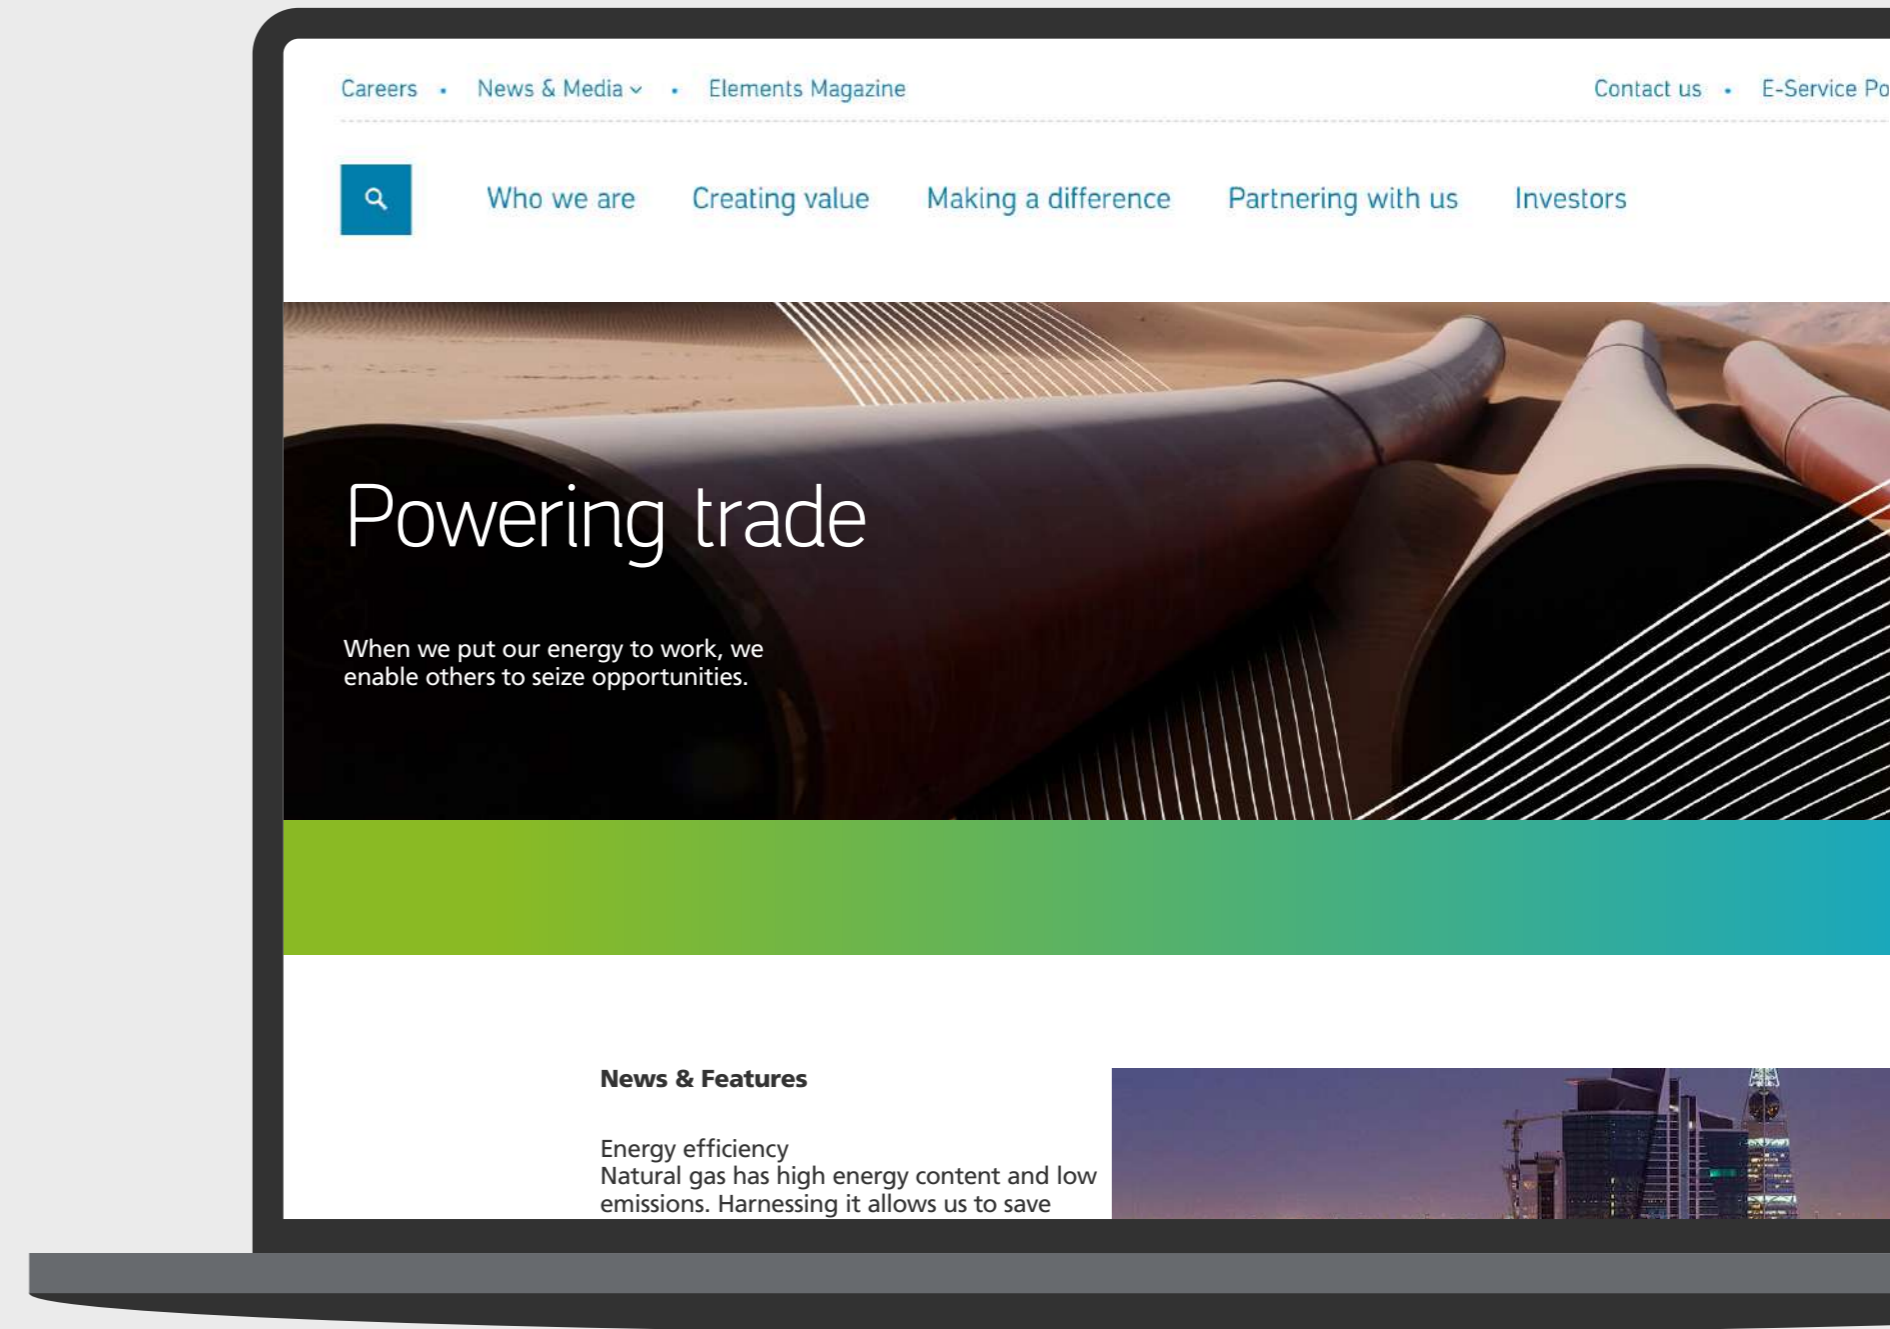 Careers • News & Media • Elements Magazine
Contact us • E-Service Po
Who we are Creating value Making a difference Partnering with us Investors
Powering trade
When we put our energy to work, we
enable others to seize opportunities.
News & Features
Energy efficiency
Natural gas has high energy content and low
emissions. Harnessing it allows us to save